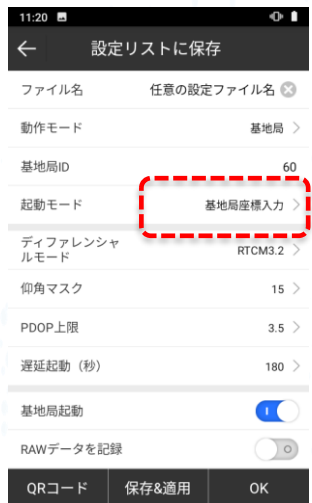 11:20
設定リストに保存
ファイル名 任意の設定ファイル名
動作モード 基地局
基地局ID 60
起動モード 基地局座標入力
ディファレンシャ
ルモード RTCM3.2
仰角マスク 15
PDOP上限 3.5
遅延起動（秒） 180
基地局起動
RAWデータを記録
QRコード 保存&適用 OK